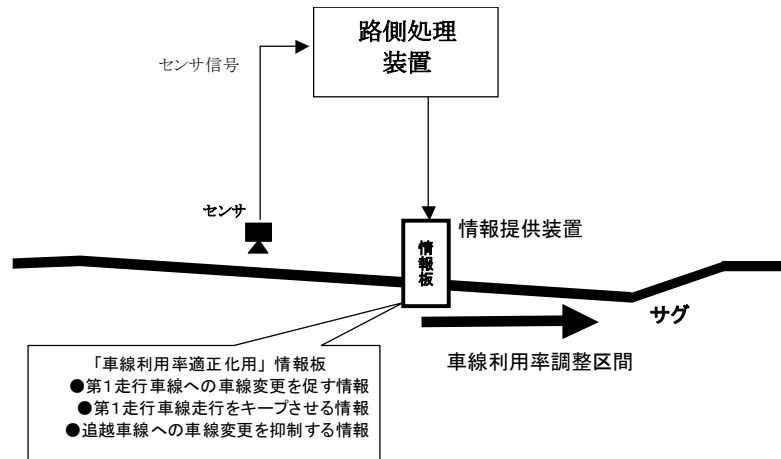 路側処理
装置
センサ信号
センサ
情報提供装置
情報板
サグ
車線利用率調整区間
「車線利用率適正化用」情報板
●第1走行車線への車線変更を促す情報
●第1走行車線走行をキープさせる情報
●追越車線への車線変更を抑制する情報